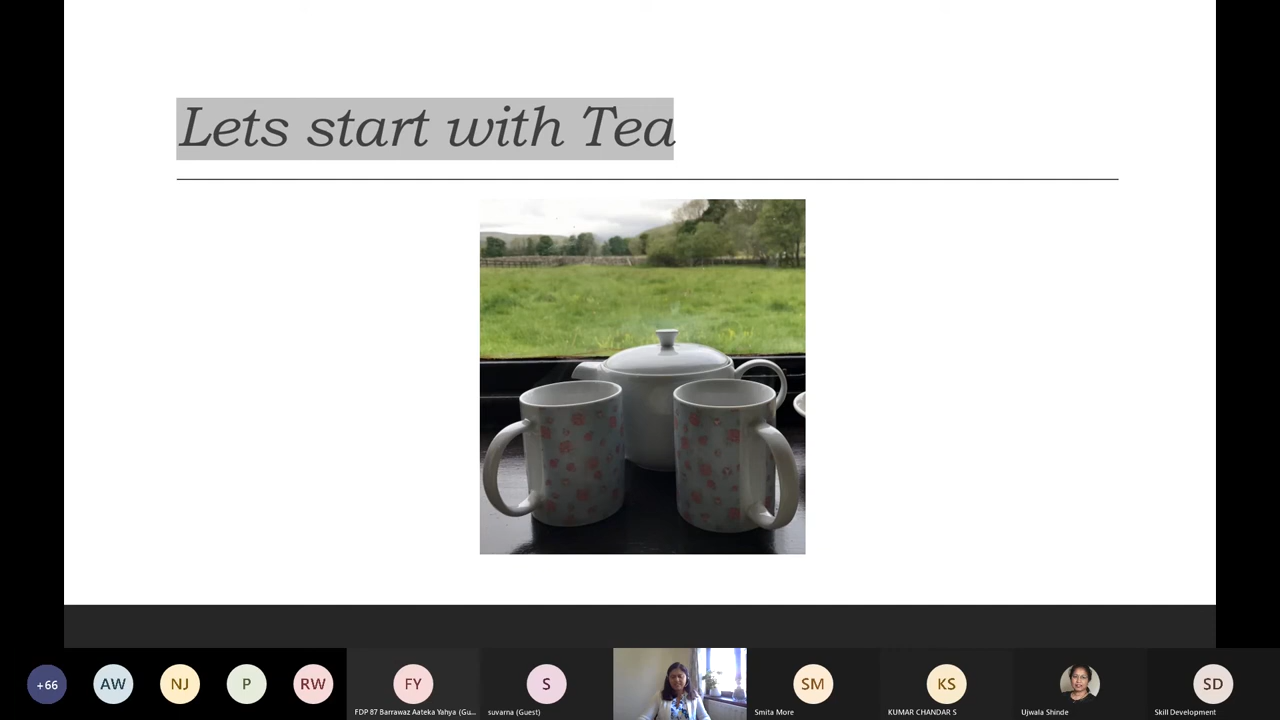 Lets start with Tea
+66
AW
NJ
P
RW
FY
S
SM
KS
SD
FDP 87 Barrawaz Aateka Yahya (Gu...
suvarna (Guest)
Smita More
KUMAR CHANDAR S
Ujwala Shinde
Skill Development